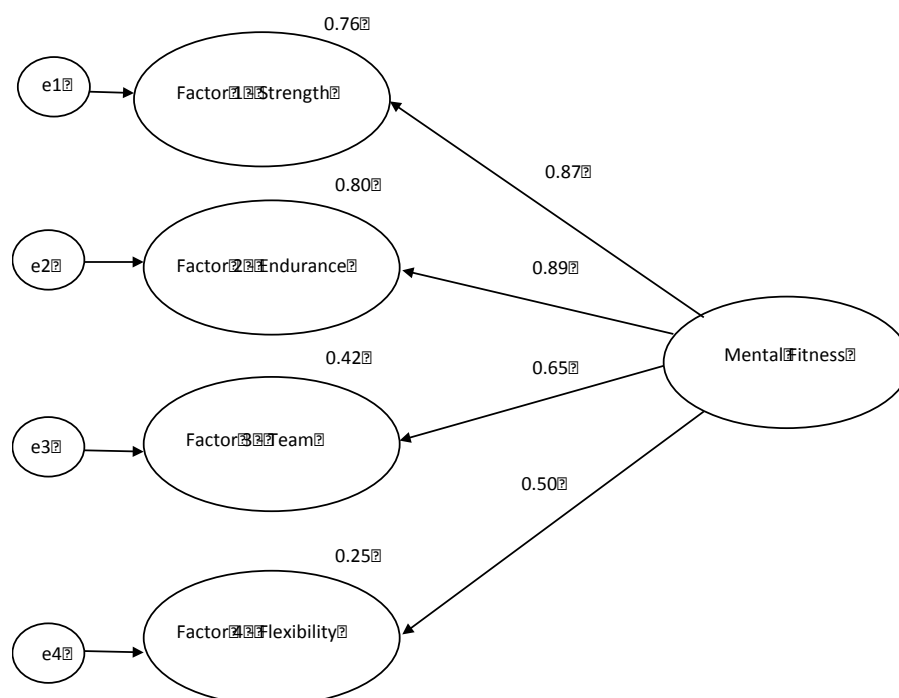 0.76⍰
e1⍰
Factor⍰1⍰-⍰Strength⍰
0.87⍰
0.80⍰
e2⍰
Factor⍰2⍰-⍰Endurance⍰
0.89⍰
Mental⍰Fitness⍰
0.42⍰
0.65⍰
e3⍰
Factor⍰3⍰-⍰Team⍰
0.50⍰
0.25⍰
e4⍰
Factor⍰4⍰-⍰Flexibility⍰